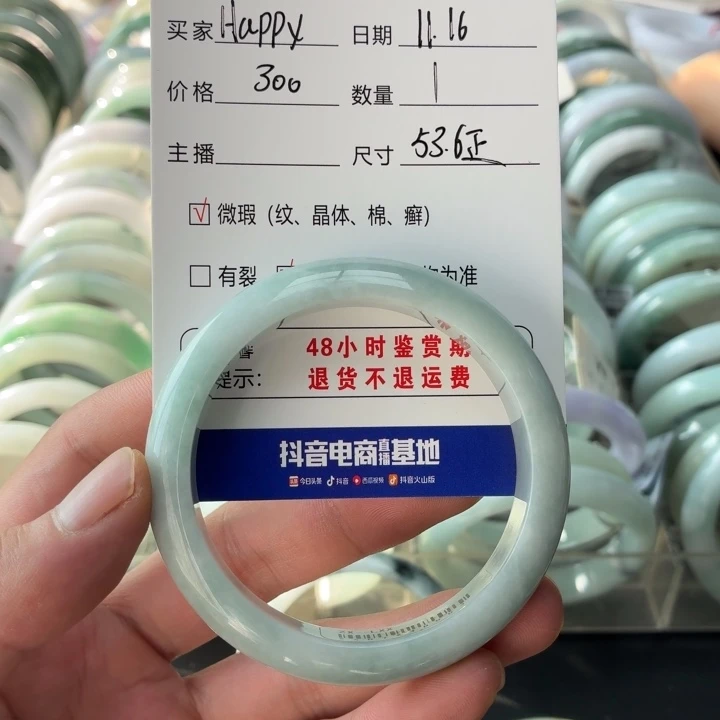 买家 Happy 日期 11.16
价格 300 数量 1
主播 尺寸 53.6正
☑ 微瑕 (纹、晶体、棉、癣)
☐ 有裂 为准
48小时鉴赏期
提示: 退货不退运费
抖音电商直播基地
今日头条 抖音 西瓜视频 抖音火山版